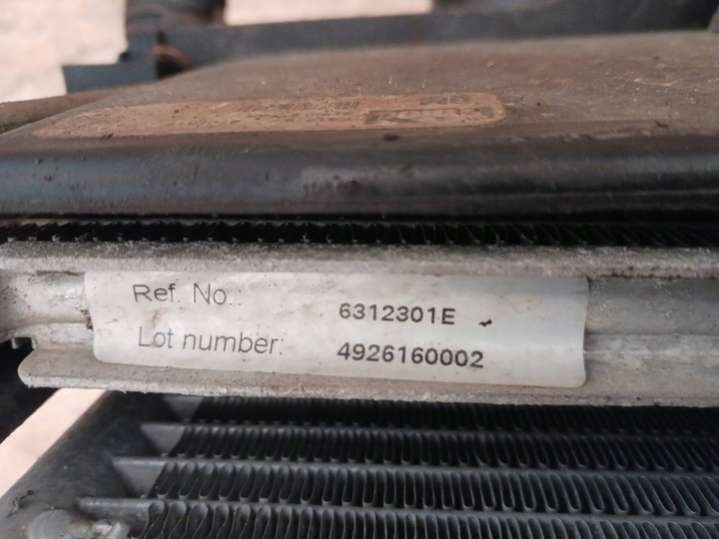 Ref. No.:
6312301E
Lot number:
4926160002